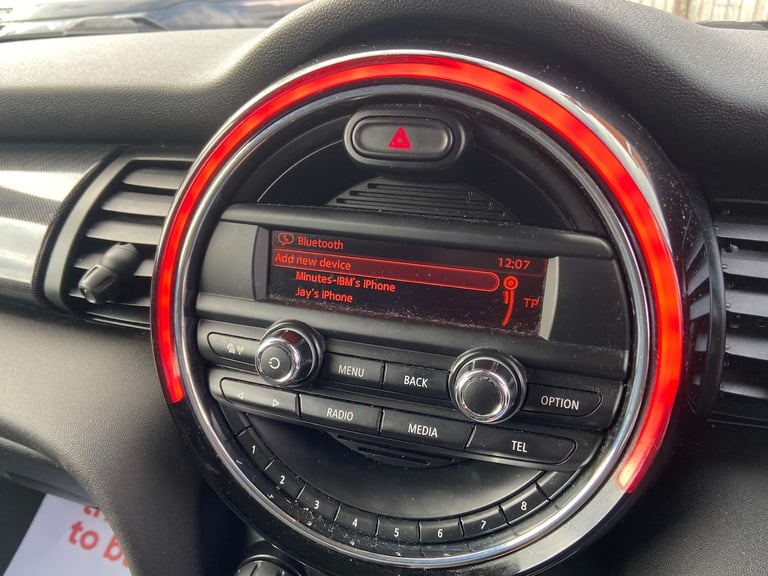 Bluetooth
12:07
Add new device
Minutes-IBM's iPhone
Jay's iPhone
TP
MENU
BACK
OPTION
RADIO
MEDIA
TEL
1 2 3 4 5 6 7 8
to b